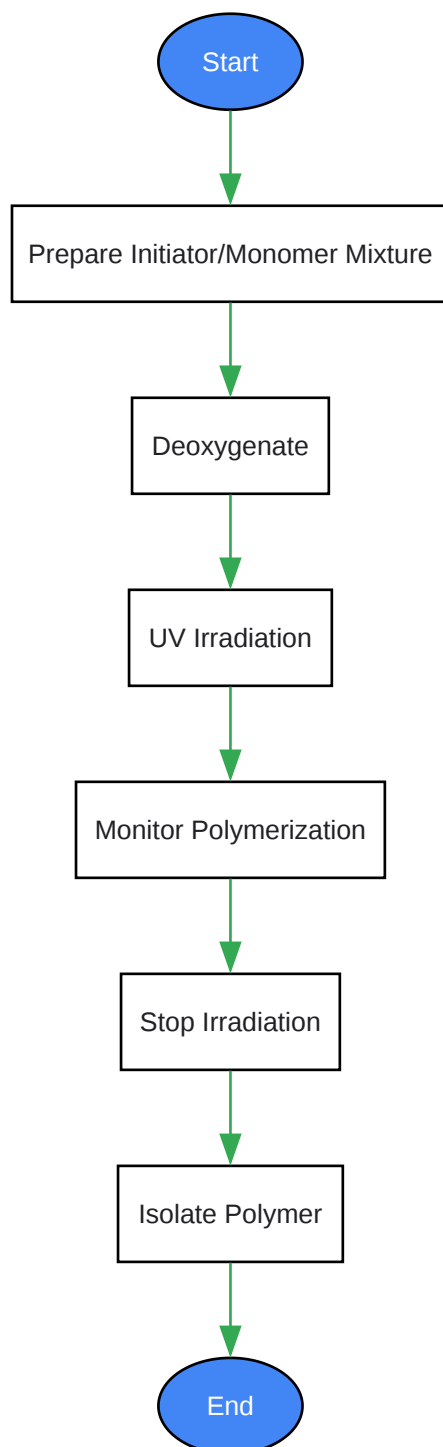 Start
Prepare Initiator/Monomer Mixture
Deoxygenate
UV Irradiation
Monitor Polymerization
Stop Irradiation
Isolate Polymer
End